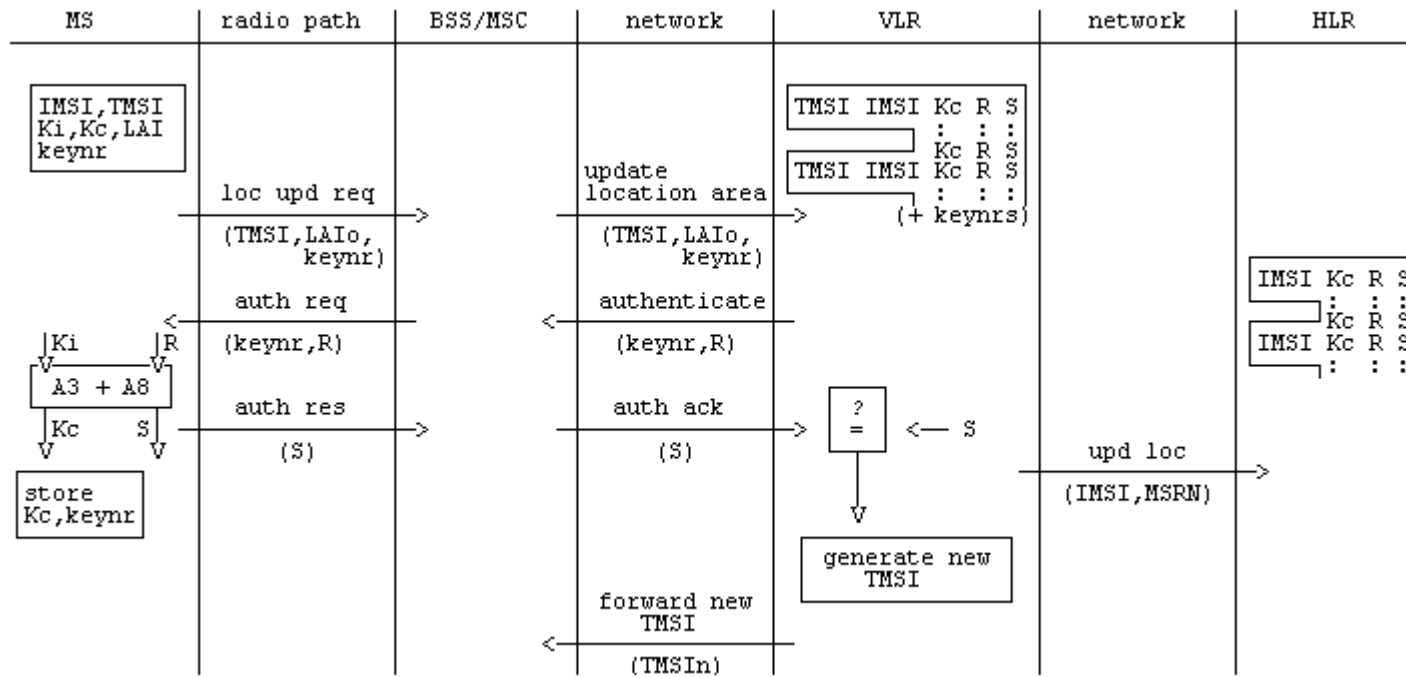 MS radio path BSS/MSC network VLR network HLR
IMSI,TMSI
Ki,Kc,LAI
keynr
TMSI IMSI Kc R S
: : :
Kc R S
TMSI IMSI Kc R S
: : :
(+ keynrs)
loc upd req
(TMSI,LAIo,
keynr)
update
location area
(TMSI,LAIo,
keynr)
IMSI Kc R S
: : :
Kc R S
IMSI Kc R S
: : :
auth req
(keynr,R)
authenticate
(keynr,R)
Ki R
A3 + A8
Kc S
auth res
(S)
auth ack
(S)
?
=
S
upd loc
(IMSI,MSRN)
store
Kc,keynr
generate new
TMSI
forward new
TMSI
(TMSIn)